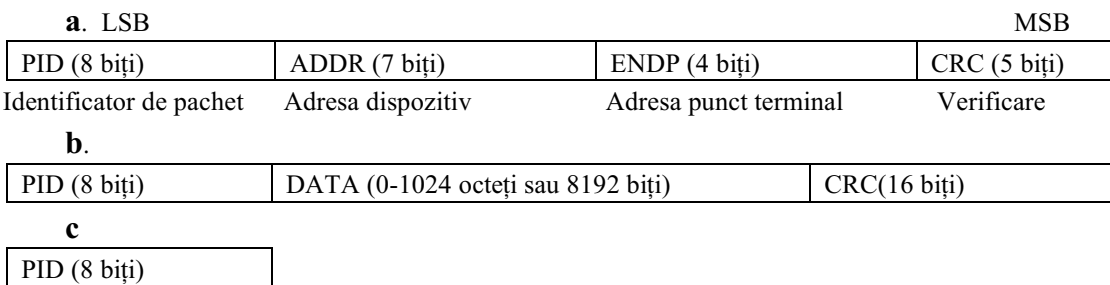 a. LSB MSB
PID (8 biți) ADDR (7 biți) ENDP (4 biți) CRC (5 biți)
Identificator de pachet Adresa dispozitiv Adresa punct terminal Verificare
b.
PID (8 biți) DATA (0-1024 octeți sau 8192 biți) CRC(16 biți)
c
PID (8 biți)